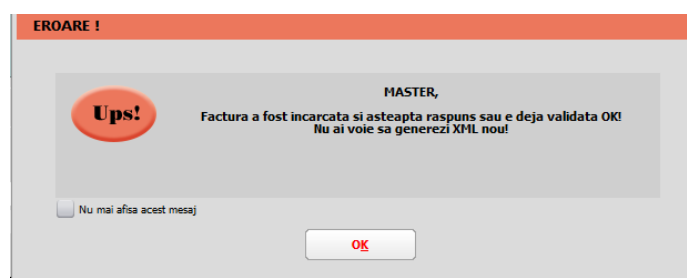 EROARE !
MASTER,
Ups!
Factura a fost incarcata si asteapta raspuns sau e deja validata OK!
Nu ai voie sa generezi XML nou!
Nu mai afisa acest mesaj
OK